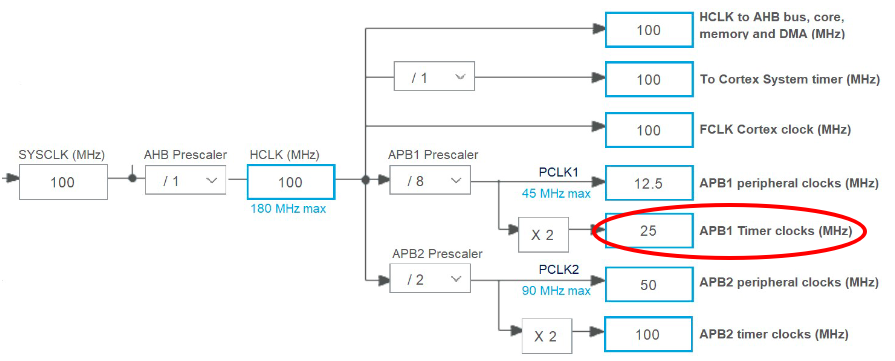 100
HCLK to AHB bus, core,
memory and DMA (MHz)
/ 1
100
To Cortex System timer (MHz)
100
FCLK Cortex clock (MHz)
SYSCLK (MHz)
AHB Prescaler
HCLK (MHz)
APB1 Prescaler
100
/ 1
100
180 MHz max
/ 8
PCLK1
45 MHz max
12.5
APB1 peripheral clocks (MHz)
X 2
25
APB1 Timer clocks (MHz)
APB2 Prescaler
/ 2
PCLK2
90 MHz max
50
APB2 peripheral clocks (MHz)
X 2
100
APB2 timer clocks (MHz)